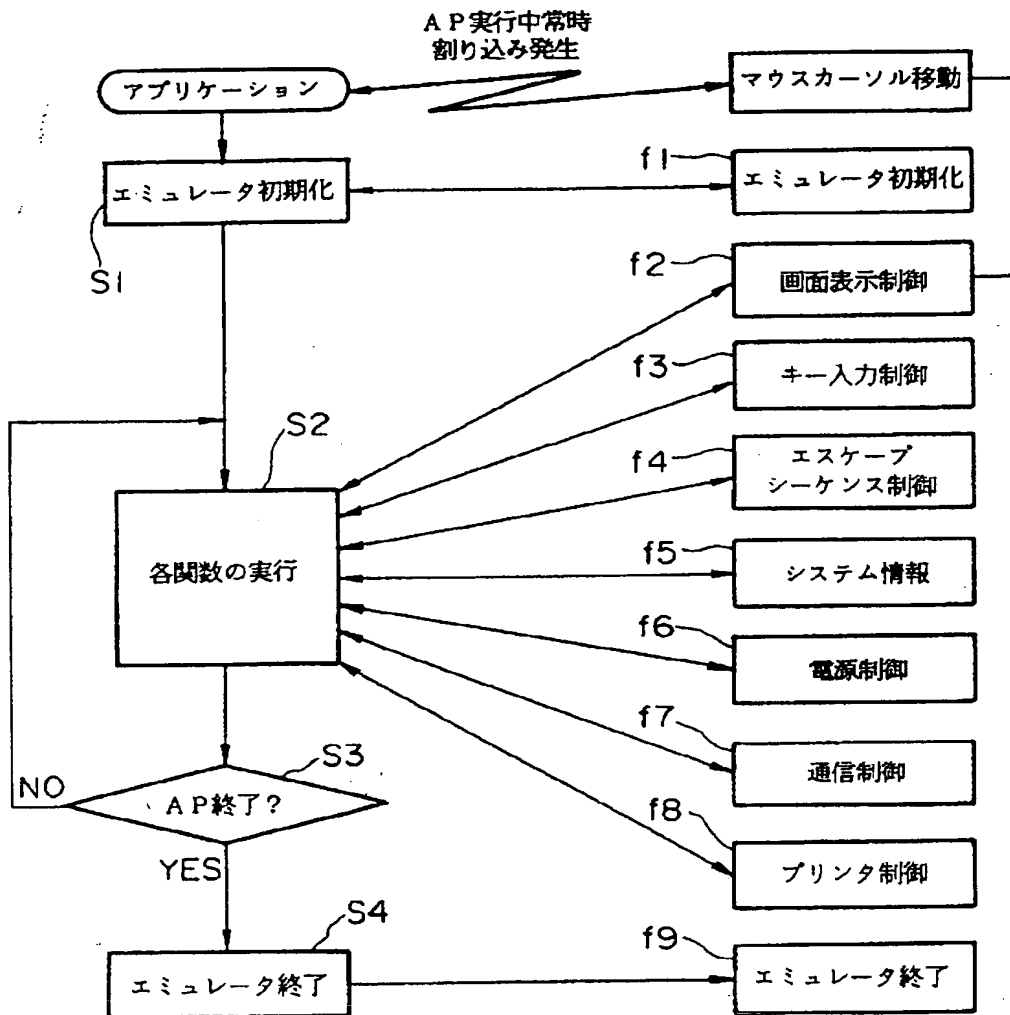 AP実行中常時
割り込み発生
アプリケーション
マウスカーソル移動
エミュレータ初期化
S1
f1
エミュレータ初期化
f2
画面表示制御
f3
キー入力制御
S2
各関数の実行
f4
エスケープ
シーケンス制御
f5
システム情報
f6
電源制御
f7
通信制御
S3
AP終了?
NO
YES
f8
プリンタ制御
S4
エミュレータ終了
f9
エミュレータ終了